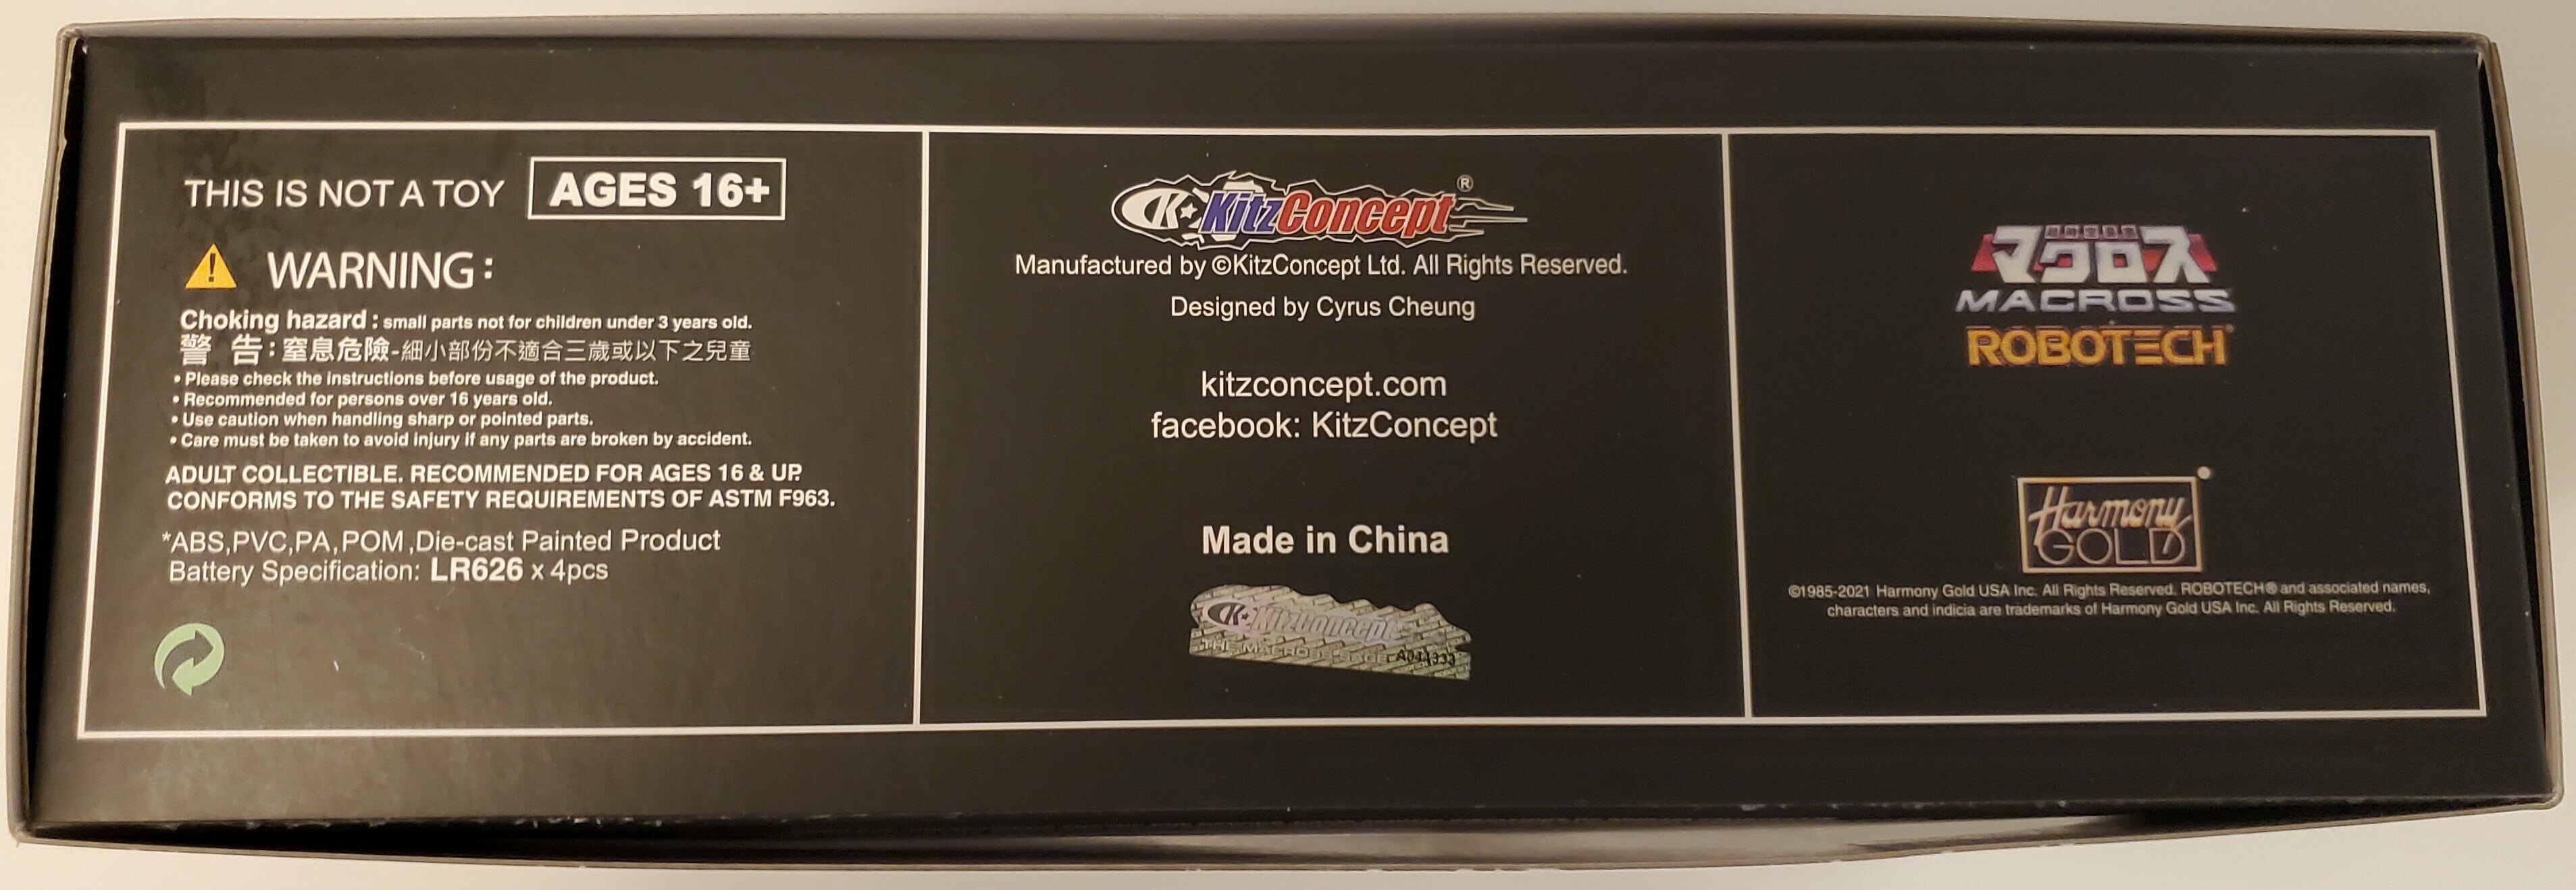 THIS IS NOT A TOY AGES 16+
WARNING:
Choking hazard : small parts not for children under 3 years old.
警 告 : 窒息危險-細小部份不適合三歲或以下之兒童
• Please check the instructions before usage of the product.
• Recommended for persons over 16 years old.
• Use caution when handling sharp or pointed parts.
• Care must be taken to avoid injury if any parts are broken by accident.
ADULT COLLECTIBLE. RECOMMENDED FOR AGES 16 & UP.
CONFORMS TO THE SAFETY REQUIREMENTS OF ASTM F963.
*ABS,PVC,PA,POM,Die-cast Painted Product
Battery Specification: LR626 x 4pcs
K KitzConcept ®
Manufactured by ©KitzConcept Ltd. All Rights Reserved.
Designed by Cyrus Cheung
kitzconcept.com
facebook: KitzConcept
Made in China
K KitzConcept
THE MACROSS SAGA
マクロス
MACROSS
ROBOTECH
Harmony
GOLD
©1985-2021 Harmony Gold USA Inc. All Rights Reserved. ROBOTECH® and associated names,
characters and indicia are trademarks of Harmony Gold USA Inc. All Rights Reserved.